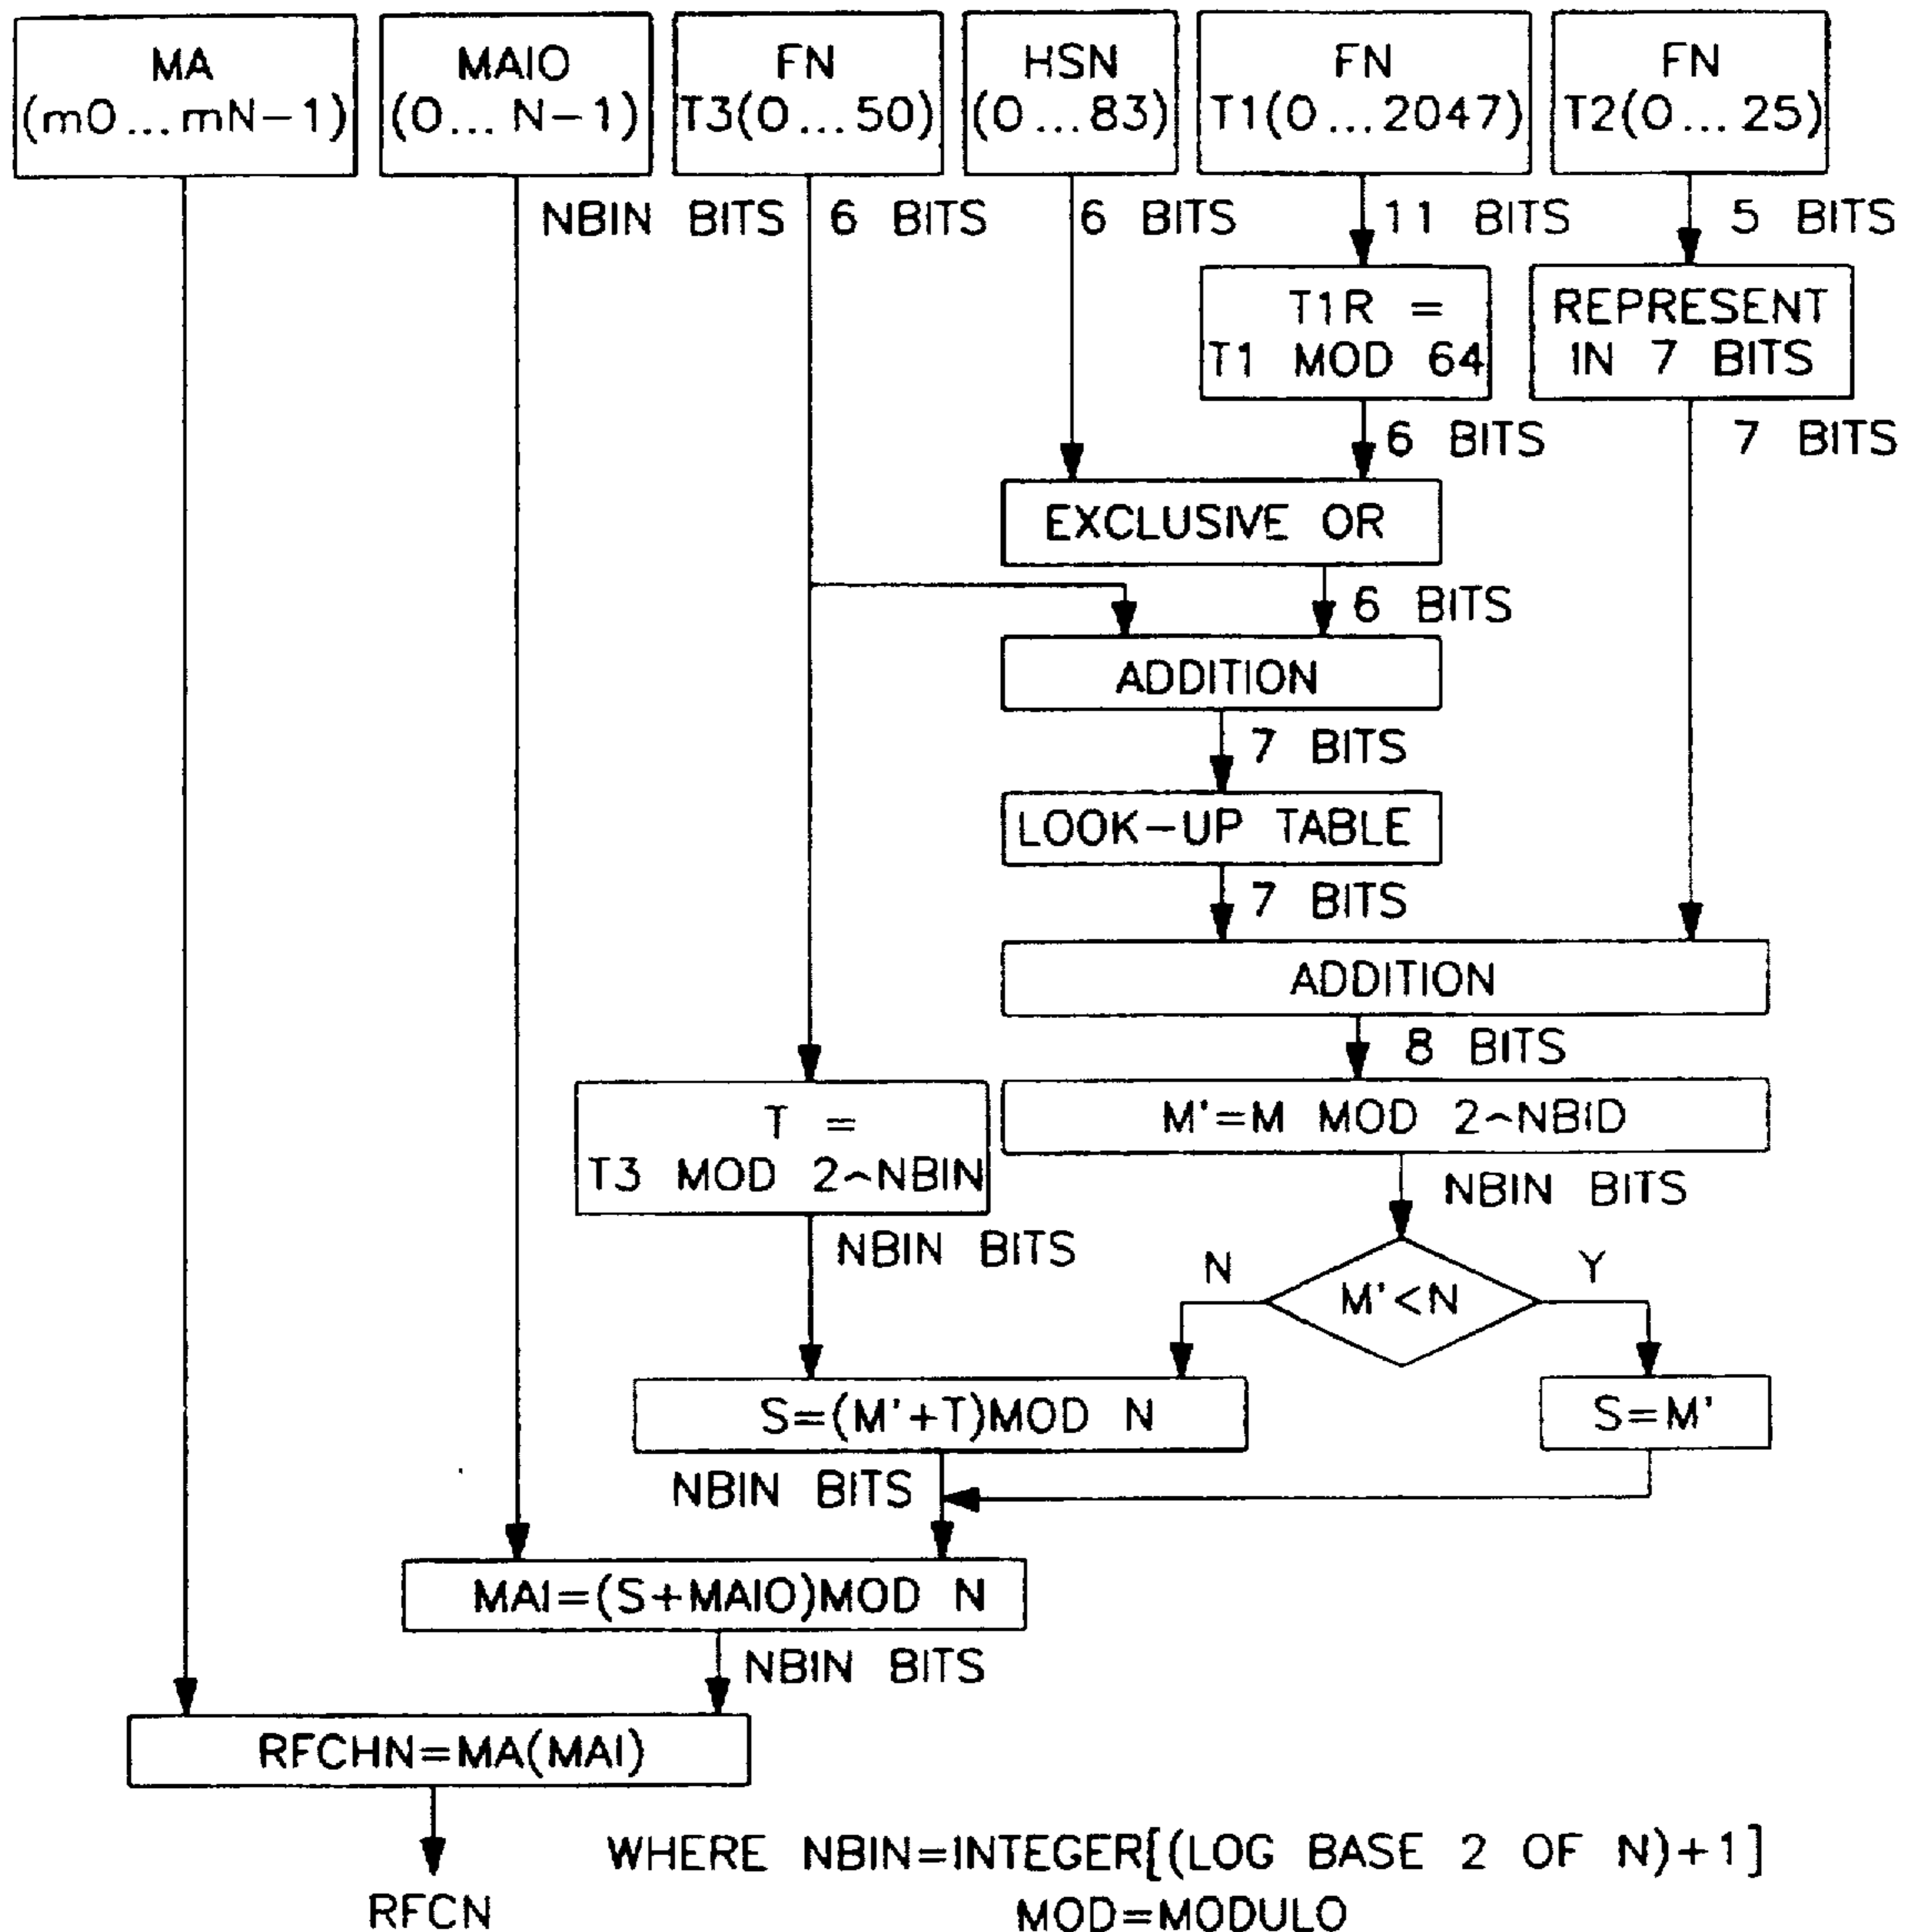 MA
(m0...mN-1)
MAIO
(0... N-1)
FN
T3(0...50)
HSN
(0...83)
FN
T1(0...2047)
FN
T2(0...25)
NBIN BITS
6 BITS
6 BITS
11 BITS
5 BITS
T1R =
T1 MOD 64
REPRESENT
IN 7 BITS
6 BITS
7 BITS
EXCLUSIVE OR
6 BITS
ADDITION
7 BITS
LOOK-UP TABLE
7 BITS
ADDITION
8 BITS
T =
T3 MOD 2~NBIN
M'=M MOD 2~NBID
NBIN BITS
NBIN BITS
N
M'<N
Y
S=(M'+T)MOD N
S=M'
NBIN BITS
MAI=(S+MAIO)MOD N
NBIN BITS
RFCHN=MA(MAI)
RFCN
WHERE NBIN=INTEGER[(LOG BASE 2 OF N)+1]
MOD=MODULO